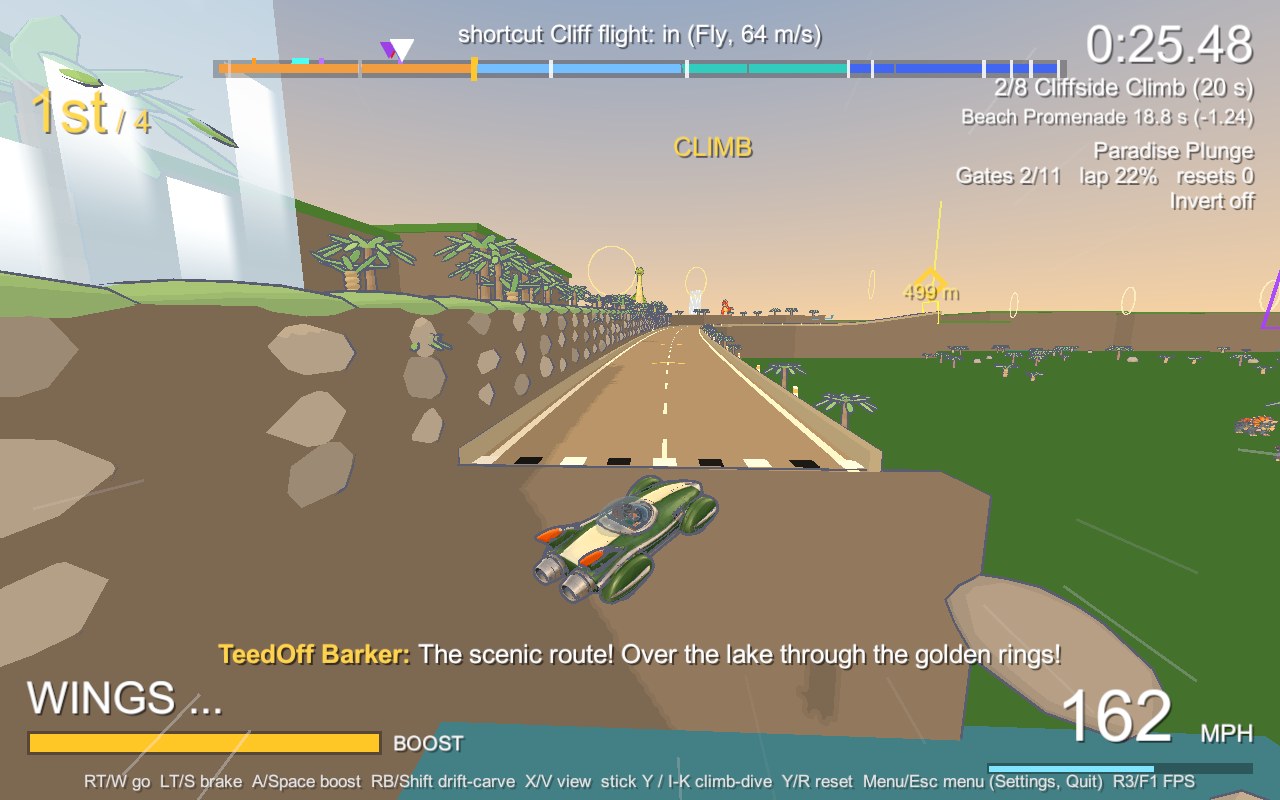 shortcut Cliff flight: in (Fly, 64 m/s)
0:25.48
1st / 4
2/8 Cliffside Climb (20 s)
Beach Promenade 18.8 s (-1.24)
CLIMB
Paradise Plunge
Gates 2/11 lap 22% resets 0
Invert off
499 m
TeedOff Barker: The scenic route! Over the lake through the golden rings!
WINGS ...
162 MPH
BOOST
RT/W go LT/S brake A/Space boost RB/Shift drift-carve X/V view stick Y / I-K climb-dive Y/R reset Menu/Esc menu (Settings, Quit) R3/F1 FPS